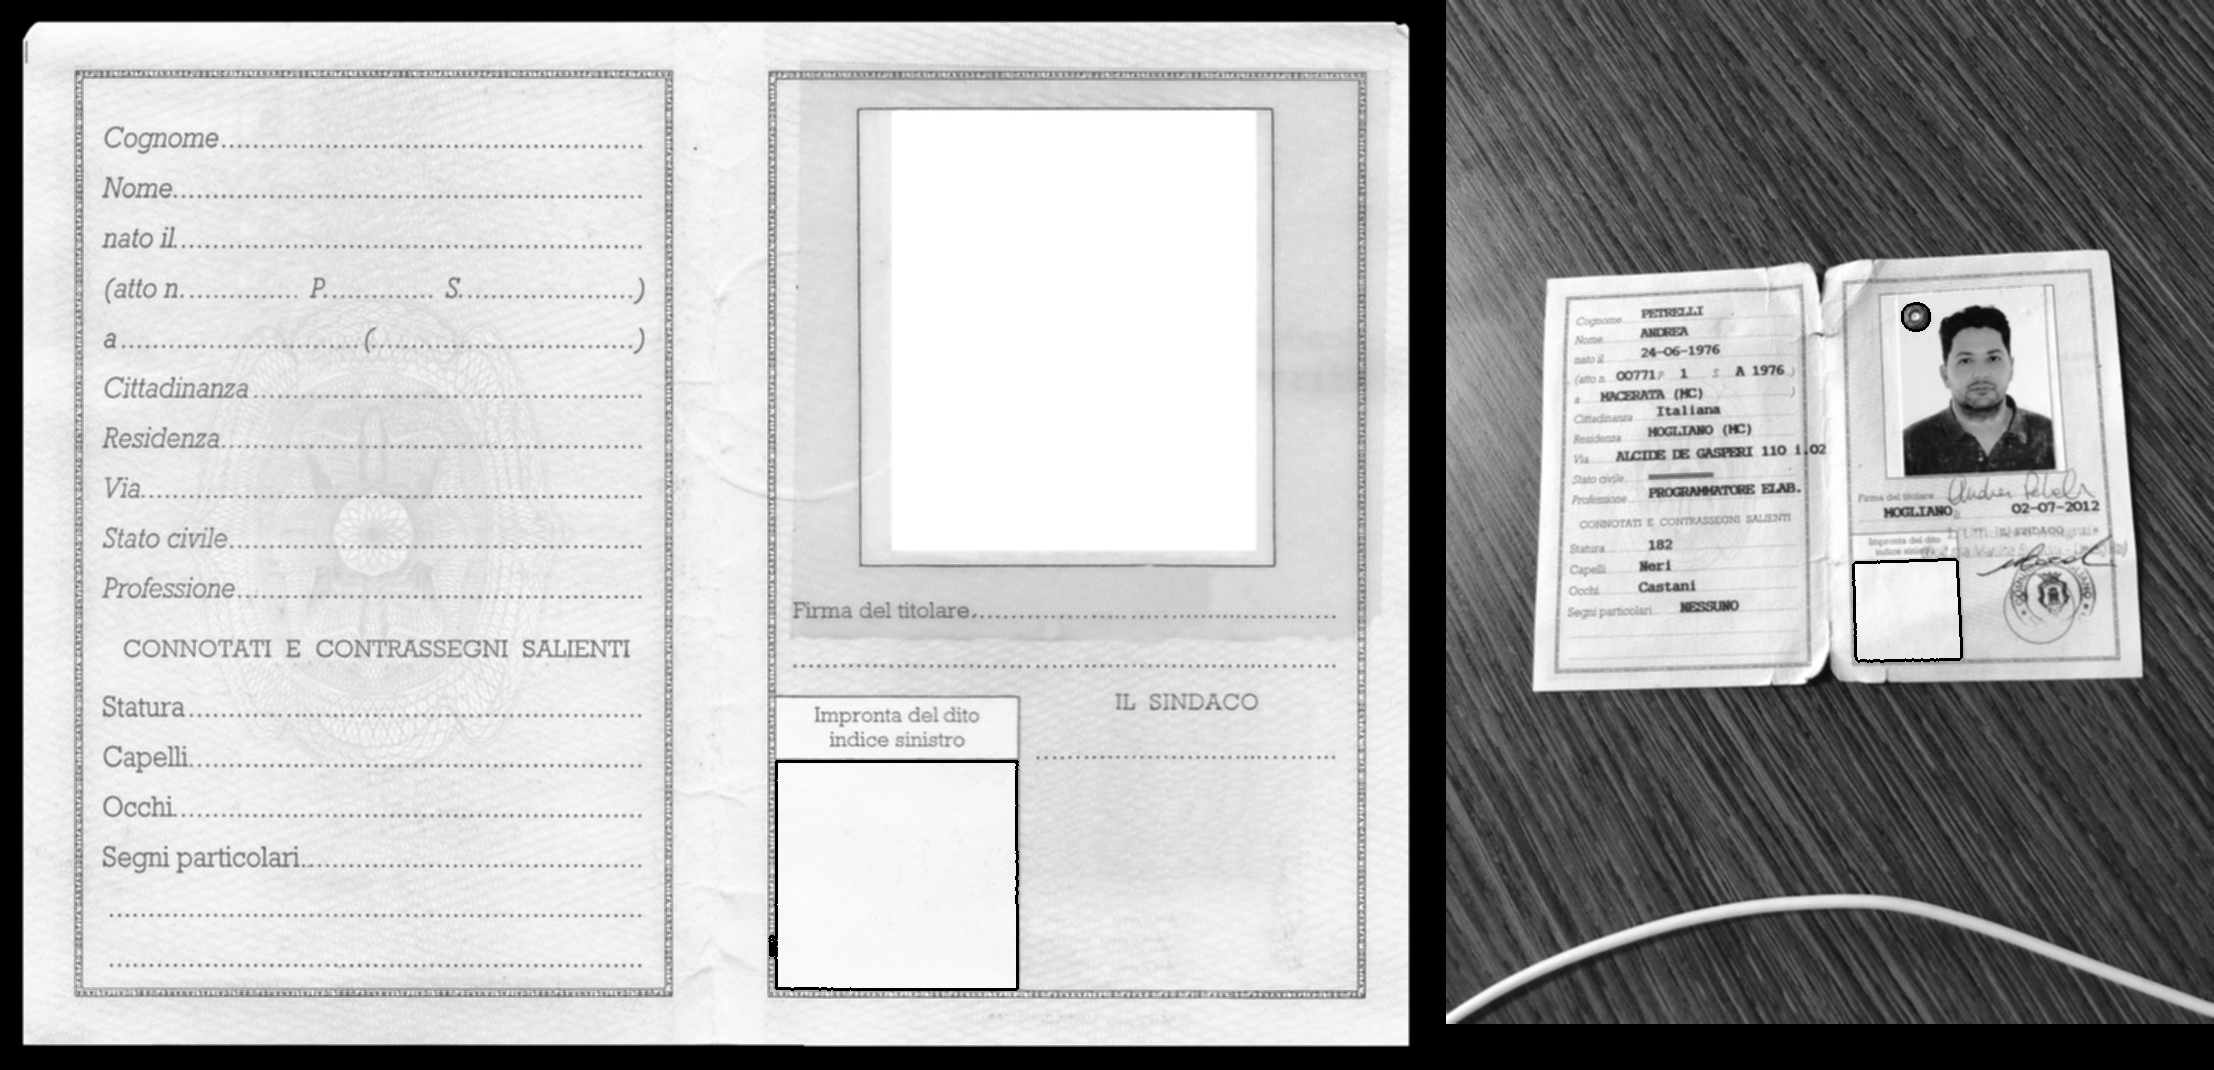 Cognome
Nome
nato il
(atto n. P. S. )
a ( )
Cittadinanza
Residenza
Via
Stato civile
Professione
CONNOTATI E CONTRASSEGNI SALIENTI
Statura
Capelli
Occhi
Segni particolari
Firma del titolare
IL SINDACO
Impronta del dito
indice sinistro
Cognome PETRELLI
Nome ANDREA
nato il 24-06-1976
(atto n. 00771 P. 1 S. A 1976 )
a MACERATA (MC) )
Cittadinanza Italiana
Residenza MOGLIANO (MC)
Via ALCIDE DE GASPERI 110 i.02
Stato civile
Professione PROGRAMMATORE ELAB.
CONNOTATI E CONTRASSEGNI SALIENTI
Statura 182
Capelli Neri
Occhi Castani
Segni particolari NESSUNO
Firma del titolare
MOGLIANO 02-07-2012
IL SINDACO
Impronta del dito
indice sinistro